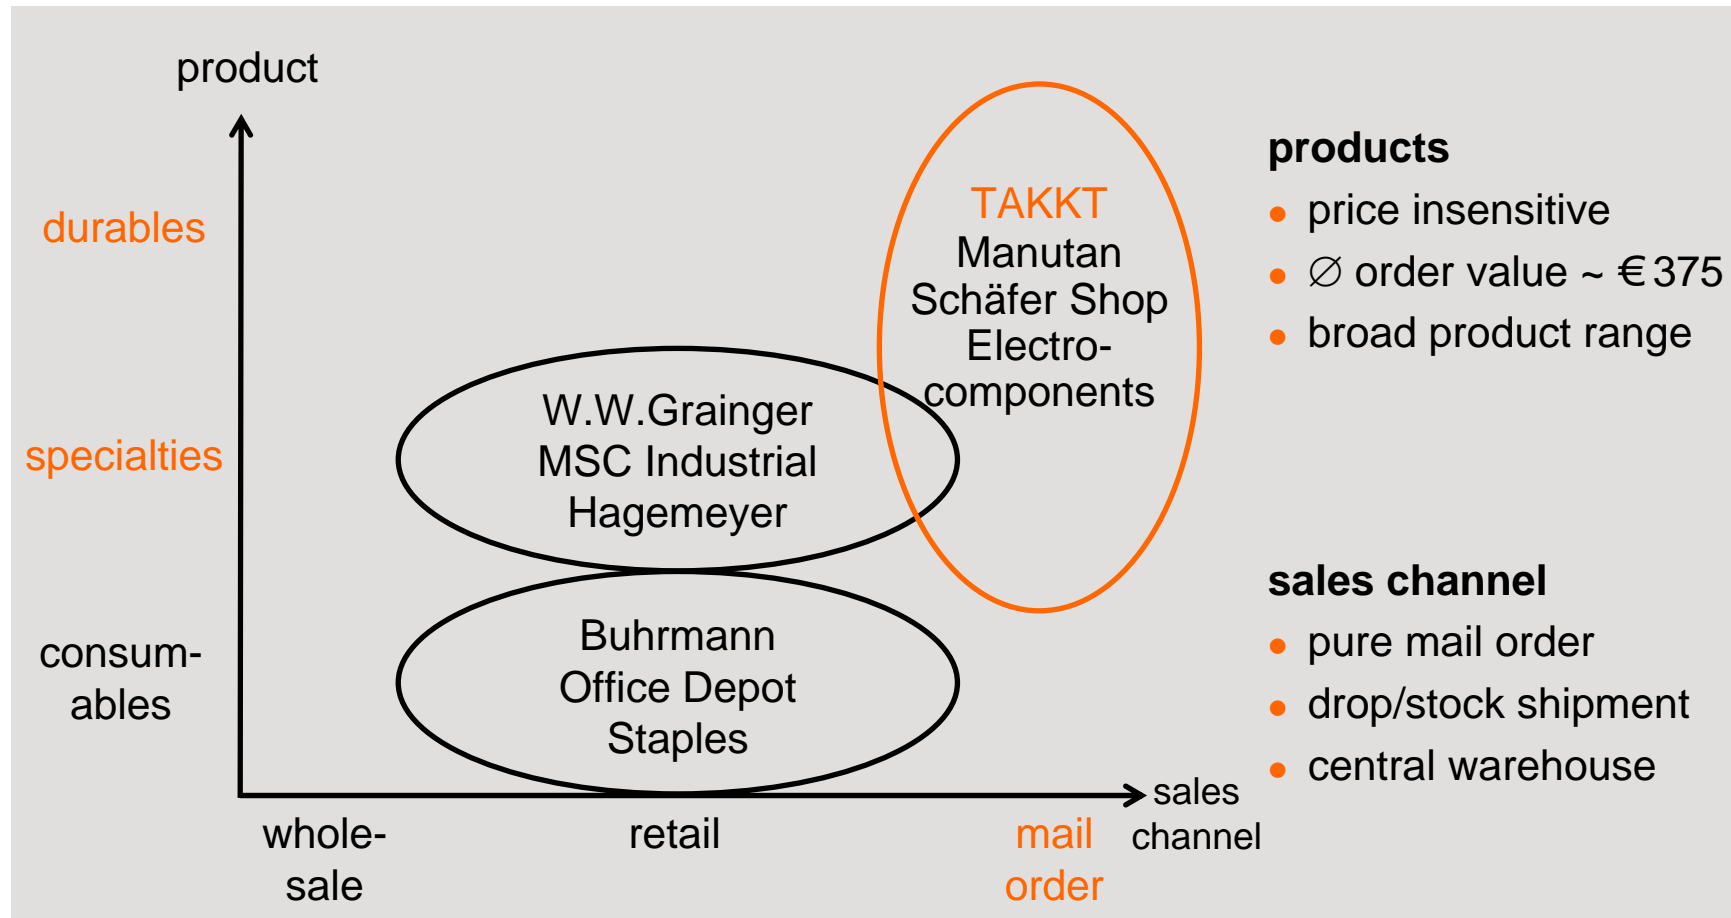 product
durables
specialties
consum-
ables
TAKKT
Manutan
Schäfer Shop
Electro-
components
W.W.Grainger
MSC Industrial
Hagemeyer
Buhrmann
Office Depot
Staples
whole-
sale
retail
mail
order
sales
channel
products
• price insensitive
• ∅ order value ~ €375
• broad product range
sales channel
• pure mail order
• drop/stock shipment
• central warehouse